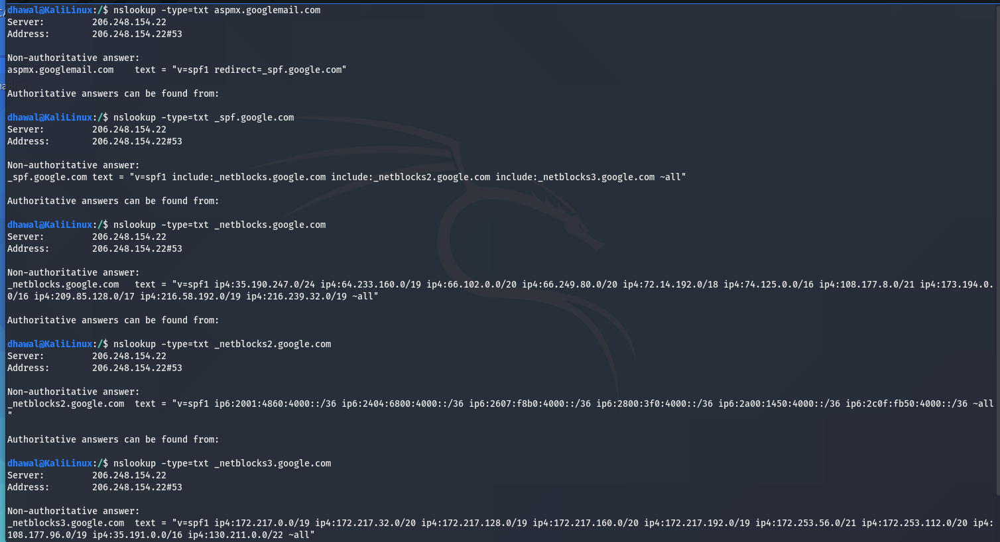 dhawal@KaliLinux:/$ nslookup -type=txt aspmx.googlemail.com
Server:         206.248.154.22
Address:        206.248.154.22#53

Non-authoritative answer:
aspmx.googlemail.com    text = "v=spf1 redirect=_spf.google.com"

Authoritative answers can be found from:

dhawal@KaliLinux:/$ nslookup -type=txt _spf.google.com
Server:         206.248.154.22
Address:        206.248.154.22#53

Non-authoritative answer:
_spf.google.com text = "v=spf1 include:_netblocks.google.com include:_netblocks2.google.com include:_netblocks3.google.com ~all"

Authoritative answers can be found from:

dhawal@KaliLinux:/$ nslookup -type=txt _netblocks.google.com
Server:         206.248.154.22
Address:        206.248.154.22#53

Non-authoritative answer:
_netblocks.google.com   text = "v=spf1 ip4:35.190.247.0/24 ip4:64.233.160.0/19 ip4:66.102.0.0/20 ip4:66.249.80.0/20 ip4:72.14.192.0/18 ip4:74.125.0.0/16 ip4:108.177.8.0/21 ip4:173.194.0.
0/16 ip4:209.85.128.0/17 ip4:216.58.192.0/19 ip4:216.239.32.0/19 ~all"

Authoritative answers can be found from:

dhawal@KaliLinux:/$ nslookup -type=txt _netblocks2.google.com
Server:         206.248.154.22
Address:        206.248.154.22#53

Non-authoritative answer:
_netblocks2.google.com  text = "v=spf1 ip6:2001:4860:4000::/36 ip6:2404:6800:4000::/36 ip6:2607:f8b0:4000::/36 ip6:2800:3f0:4000::/36 ip6:2a00:1450:4000::/36 ip6:2c0f:fb50:4000::/36 ~all
"

Authoritative answers can be found from:

dhawal@KaliLinux:/$ nslookup -type=txt _netblocks3.google.com
Server:         206.248.154.22
Address:        206.248.154.22#53

Non-authoritative answer:
_netblocks3.google.com  text = "v=spf1 ip4:172.217.0.0/19 ip4:172.217.32.0/20 ip4:172.217.128.0/19 ip4:172.217.160.0/20 ip4:172.217.192.0/19 ip4:172.253.56.0/21 ip4:172.253.112.0/20 ip4:
108.177.96.0/19 ip4:35.191.0.0/16 ip4:130.211.0.0/22 ~all"